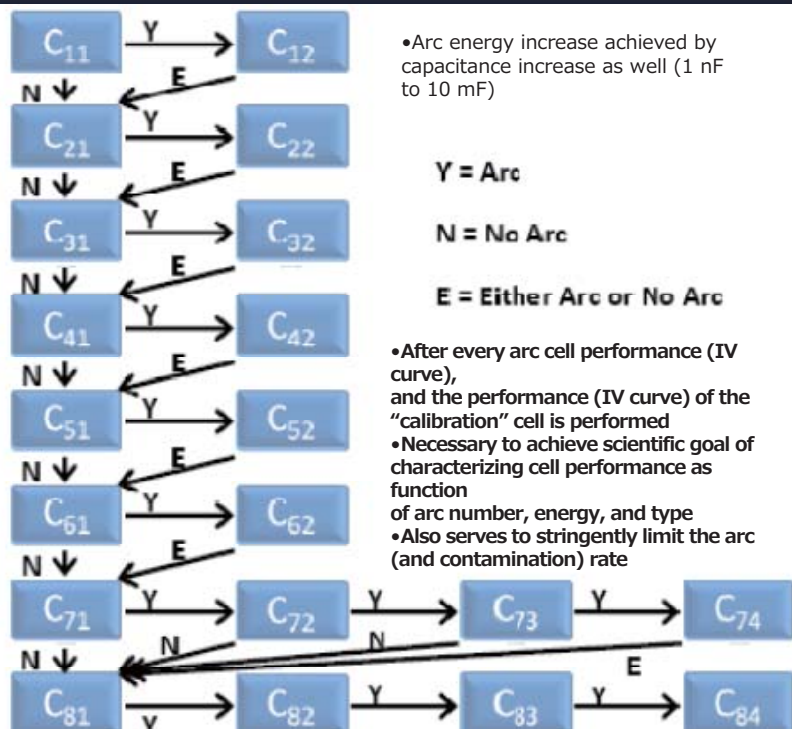 C11 Y C12
•Arc energy increase achieved by
capacitance increase as well (1 nF
to 10 mF)
N E
C21 Y C22
Y = Arc
N E
N = No Arc
C31 Y C32
E = Either Arc or No Arc
N E
C41 Y C42
•After every arc cell performance (IV
curve),
and the performance (IV curve) of the
“calibration” cell is performed
•Necessary to achieve scientific goal of
characterizing cell performance as
function
of arc number, energy, and type
•Also serves to stringently limit the arc
(and contamination) rate
N E
C51 Y C52
N E
C61 Y C62
N E
C71 Y C72 Y C73 Y C74
N N N E
C81 Y C82 Y C83 Y C84